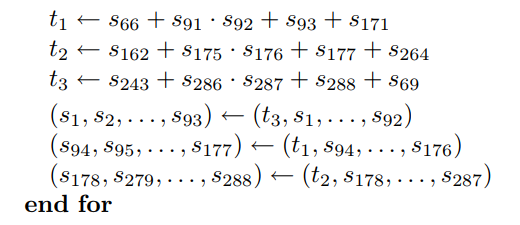 t₁ ← s₆₆ + s₉₁ · s₉₂ + s₉₃ + s₁₇₁
t₂ ← s₁₆₂ + s₁₇₅ · s₁₇₆ + s₁₇₇ + s₂₆₄
t₃ ← s₂₄₃ + s₂₈₆ · s₂₈₇ + s₂₈₈ + s₆₉
(s₁, s₂, . . . , s₉₃) ← (t₃, s₁, . . . , s₉₂)
(s₉₄, s₉₅, . . . , s₁₇₇) ← (t₁, s₉₄, . . . , s₁₇₆)
(s₁₇₈, s₂₇₉, . . . , s₂₈₈) ← (t₂, s₁₇₈, . . . , s₂₈₇)
end for